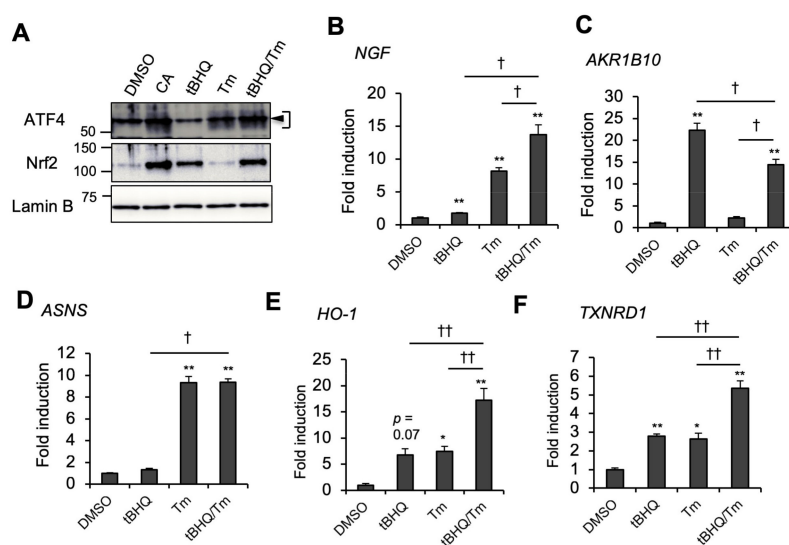 A
DMSO
CA
tBHQ
Tm
tBHQ/Tm
ATF4
50
Nrf2
150
100
Lamin B
75
B
NGF
†
†
Fold induction
20
15
10
5
0
**
**
**
DMSO
tBHQ
Tm
tBHQ/Tm
C
AKR1B10
†
†
Fold induction
30
25
20
15
10
5
0
**
**
DMSO
tBHQ
Tm
tBHQ/Tm
D
ASNS
†
Fold induction
12
10
8
6
4
2
0
**
**
DMSO
tBHQ
Tm
tBHQ/Tm
E
HO-1
††
††
Fold induction
25
20
15
10
5
0
p =
0.07
*
**
DMSO
tBHQ
Tm
tBHQ/Tm
F
TXNRD1
††
††
Fold induction
7
6
5
4
3
2
1
0
**
*
**
DMSO
tBHQ
Tm
tBHQ/Tm